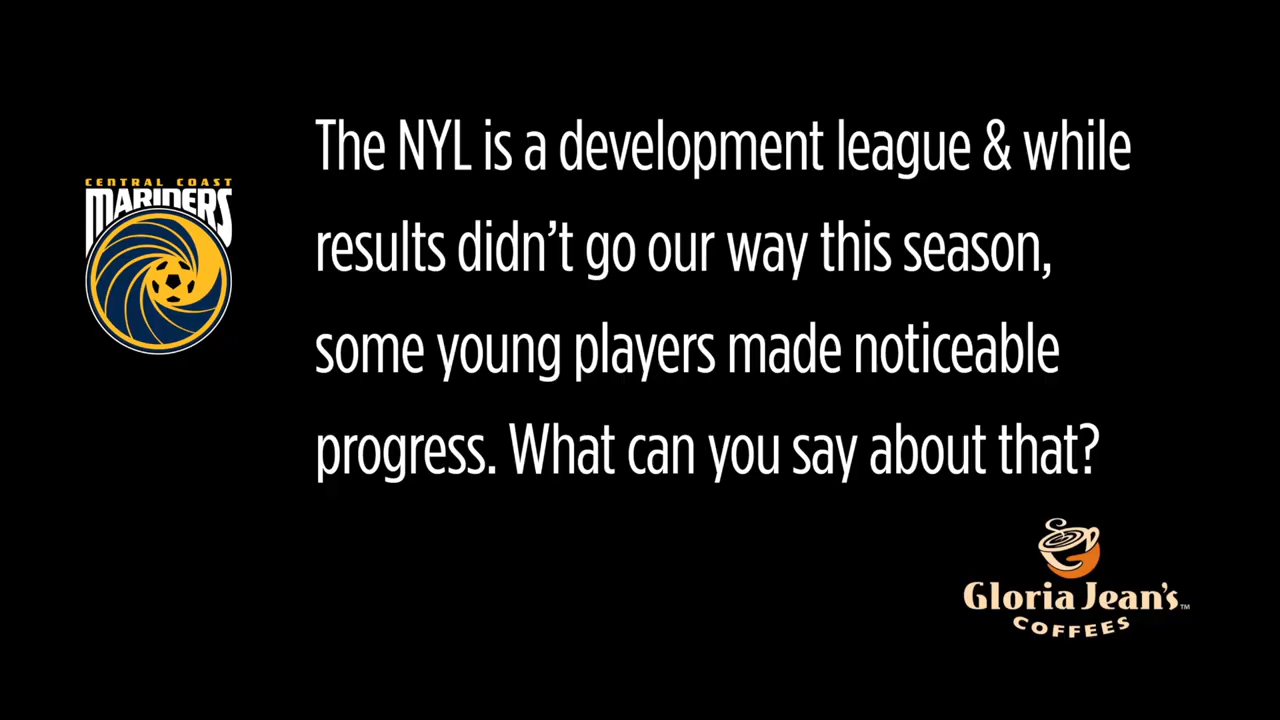 CENTRAL COAST
MARINERS
The NYL is a development league & while
results didn’t go our way this season,
some young players made noticeable
progress. What can you say about that?
Gloria Jean's™
COFFEES